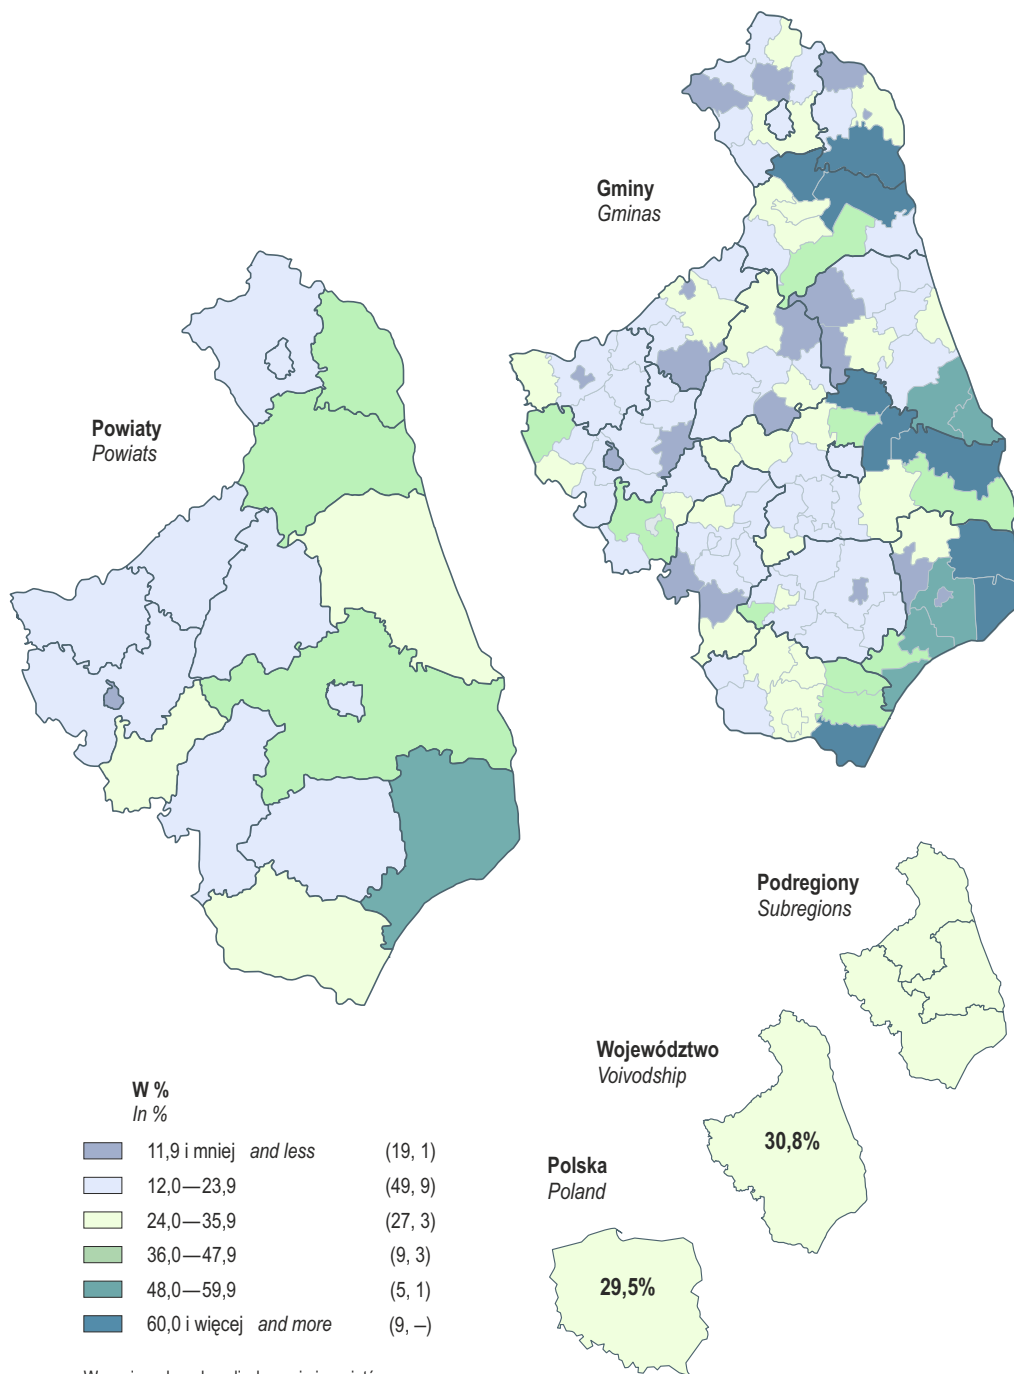 Gminy
Gminas
Powiaty
Powiats
Podregiony
Subregions
Województwo
Voivodship
30,8%
Polska
Poland
29,5%
W %
In %
11,9 i mniej and less (19, 1)
12,0—23,9 (49, 9)
24,0—35,9 (27, 3)
36,0—47,9 (9, 3)
48,0—59,9 (5, 1)
60,0 i więcej and more (9, –)